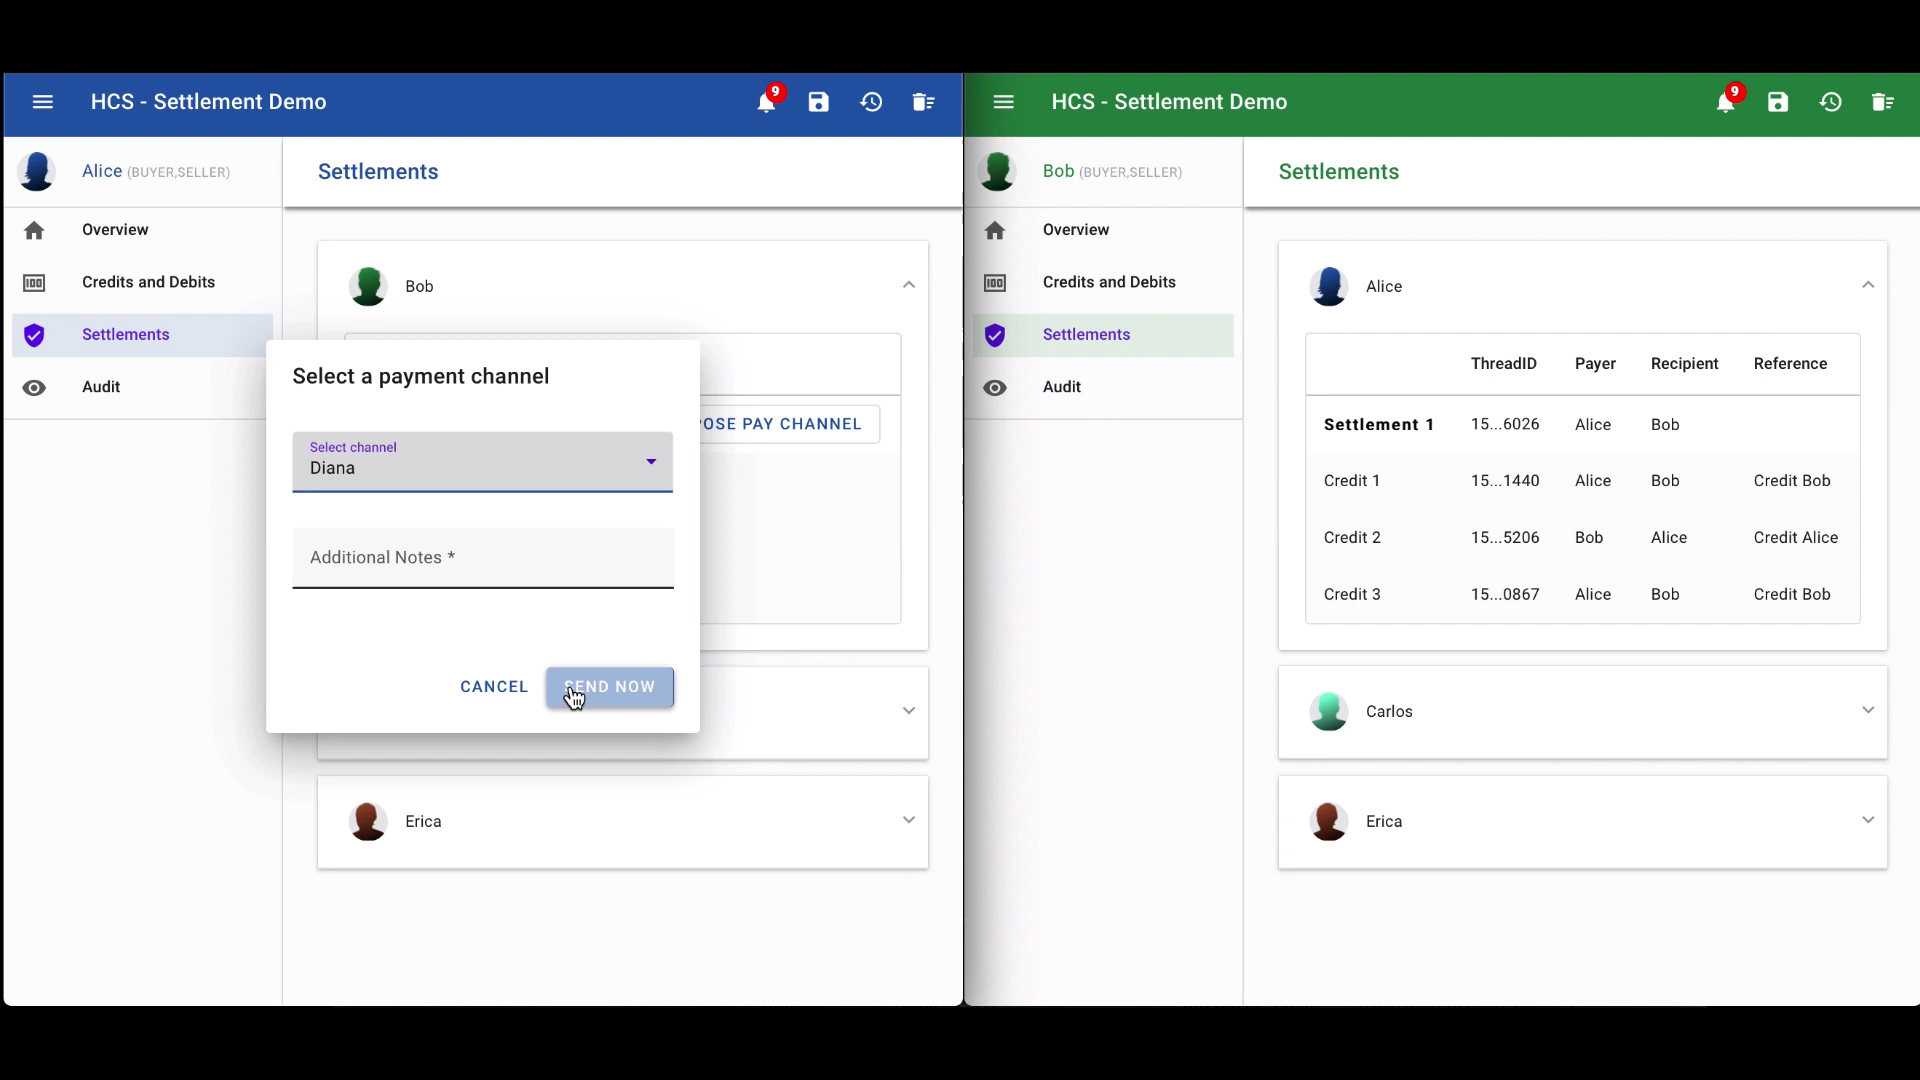 HCS - Settlement Demo
9
Alice (BUYER,SELLER)
Settlements
Overview
Credits and Debits
Settlements
Audit
Bob
POSE PAY CHANNEL
Select a payment channel
Select channel
Diana
Additional Notes *
CANCEL
SEND NOW
Erica
HCS - Settlement Demo
9
Bob (BUYER,SELLER)
Settlements
Overview
Credits and Debits
Settlements
Audit
Alice
ThreadID Payer Recipient Reference
Settlement 1 15...6026 Alice Bob
Credit 1 15...1440 Alice Bob Credit Bob
Credit 2 15...5206 Bob Alice Credit Alice
Credit 3 15...0867 Alice Bob Credit Bob
Carlos
Erica